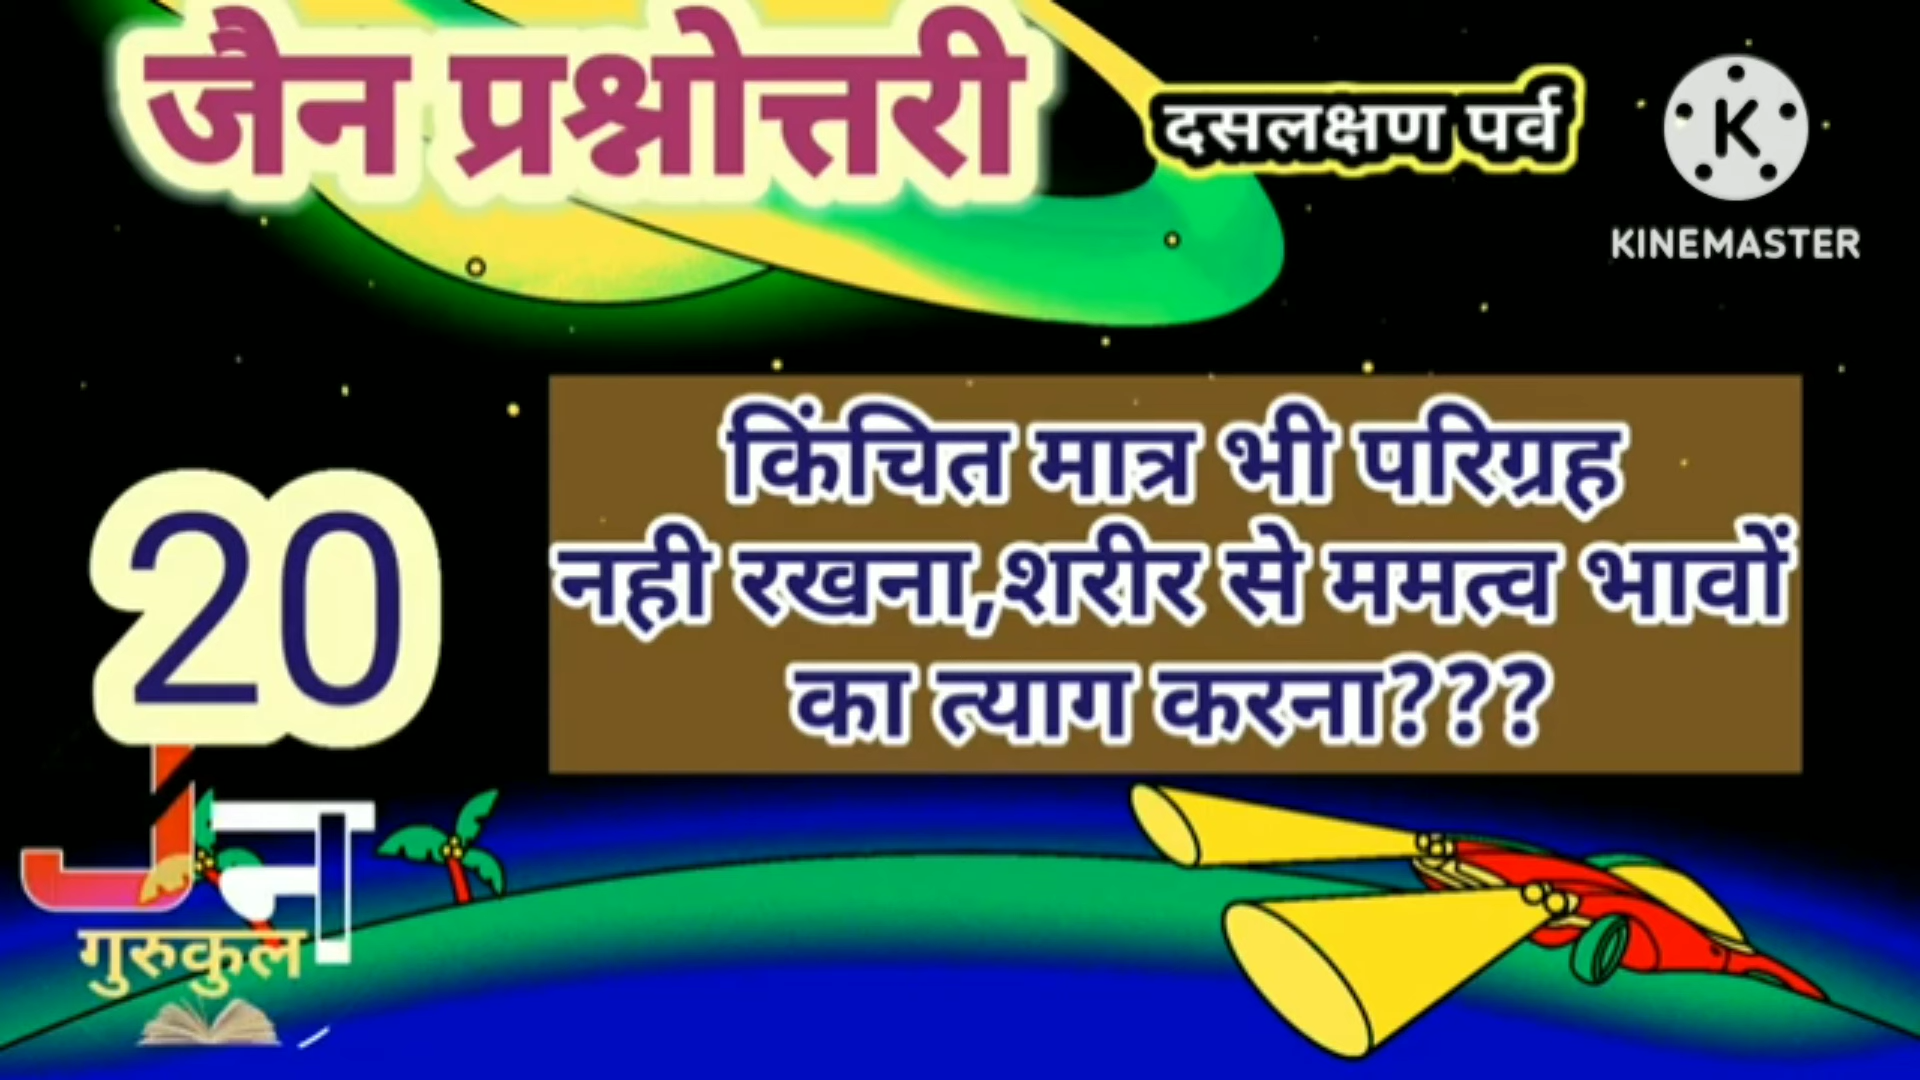 जैन प्रश्नोत्तरी
दसलक्षण पर्व
KINEMASTER
किंचित मात्र भी परिग्रह
नही रखना,शरीर से ममत्व भावों
का त्याग करना???
20
जैन
गुरुकुल